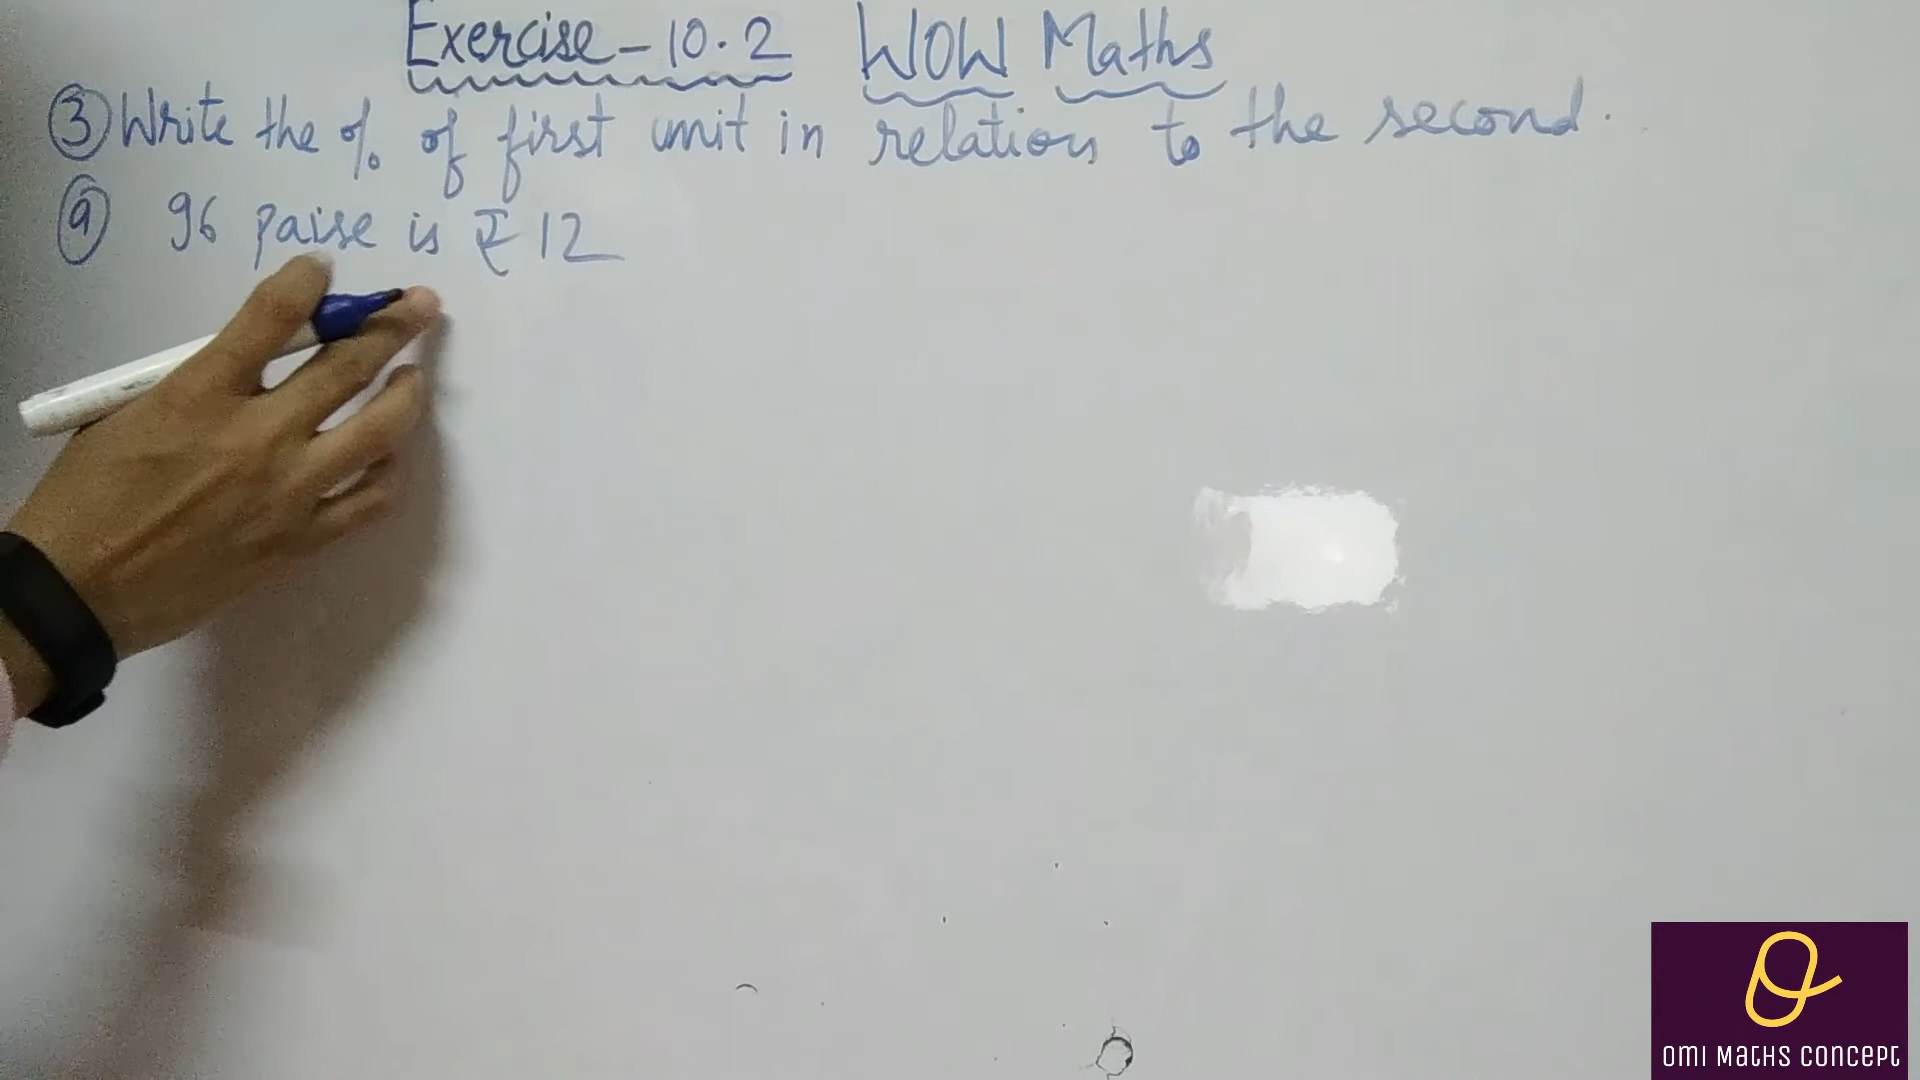 Exercise-10.2 WOW Maths
③ Write the % of first unit in relation to the second.
ⓐ 96 paise is ₹12
OMI MATHS CONCEPT